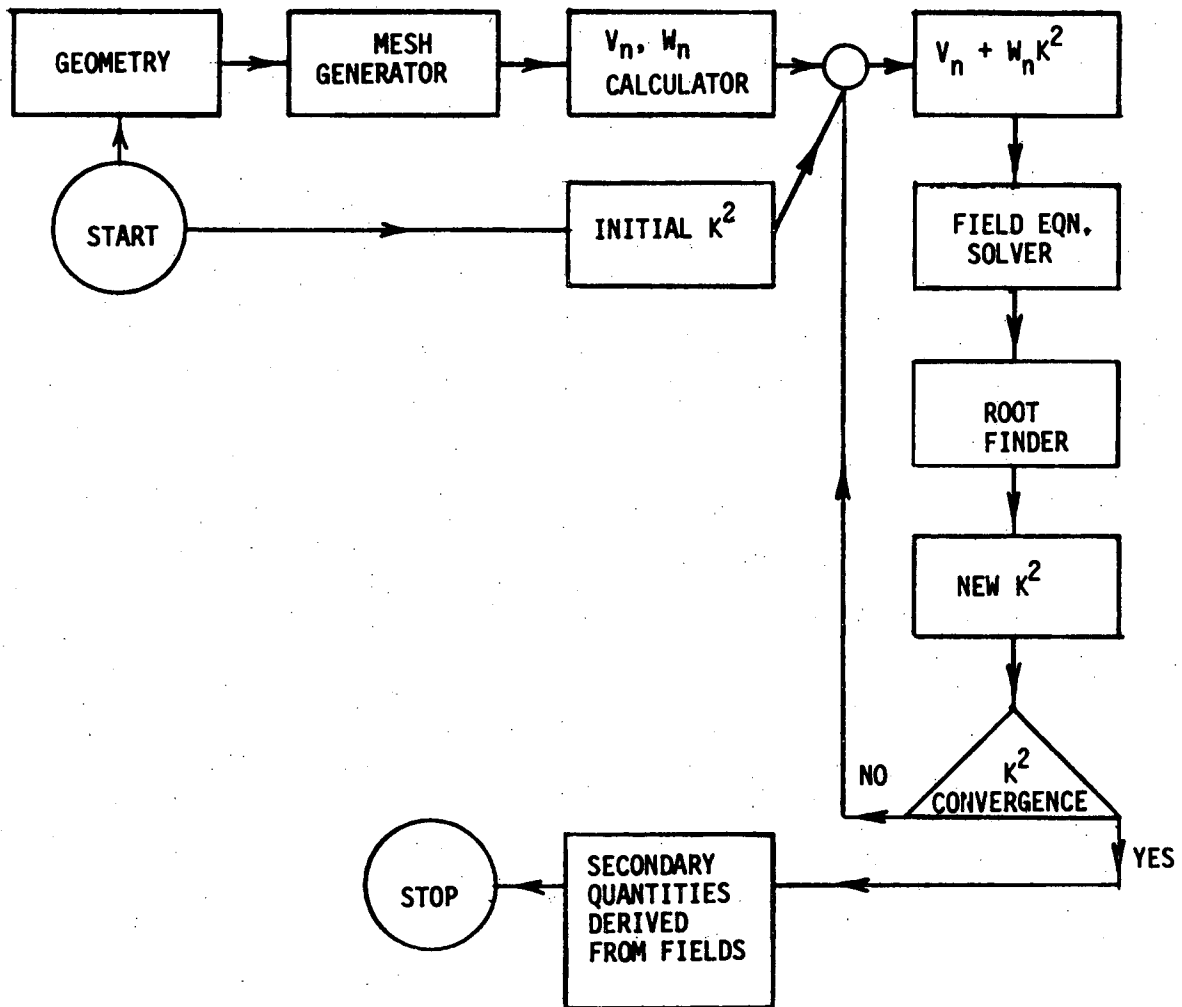 GEOMETRY
MESH
GENERATOR
Vn, Wn
CALCULATOR
Vn + WnK²
START
INITIAL K²
FIELD EQN.
SOLVER
ROOT
FINDER
NEW K²
K²
CONVERGENCE
NO
YES
SECONDARY
QUANTITIES
DERIVED
FROM FIELDS
STOP